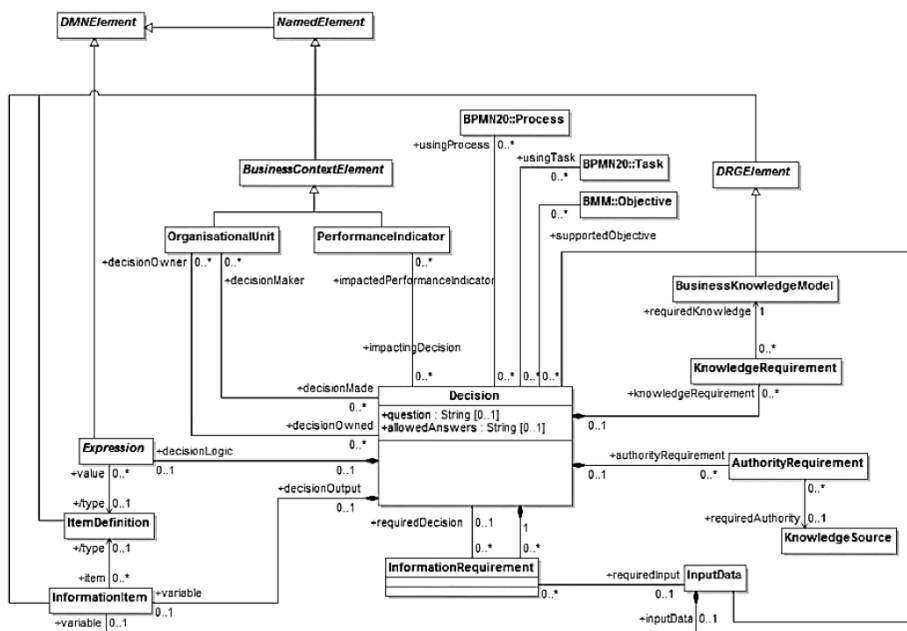 DMNElement
NamedElement
BPMN20::Process
+usingProcess
0..*
+usingTask
BPMN20::Task
0..*
BusinessContextElement
DRGElement
BMM::Objective
0..*
+supportedObjective
OrganisationalUnit
PerformanceIndicator
+decisionOwner
0..*
0..*
0..*
+decisionMaker
+impactedPerformanceIndicator
BusinessKnowledgeModel
+requiredKnowledge
1
+impactingDecision
0..*
KnowledgeRequirement
0..*
0..*
0..*
0..*
+knowledgeRequirement
0..*
+decisionMade
0..*
Decision
+question : String [0..1]
+allowedAnswers : String [0..1]
0..1
+decisionOwned
0..*
Expression
+decisionLogic
0..1
0..1
+value
0..*
+authorityRequirement
0..1
0..*
AuthorityRequirement
0..*
+/type
0..1
+decisionOutput
0..1
ItemDefinition
+requiredDecision
0..1
1
+requiredAuthority
0..1
KnowledgeSource
+/type
0..1
0..*
0..*
+item
0..*
InformationRequirement
+requiredInput
InputData
InformationItem
+variable
0..1
0..*
0..1
+variable
0..1
+inputData
0..1